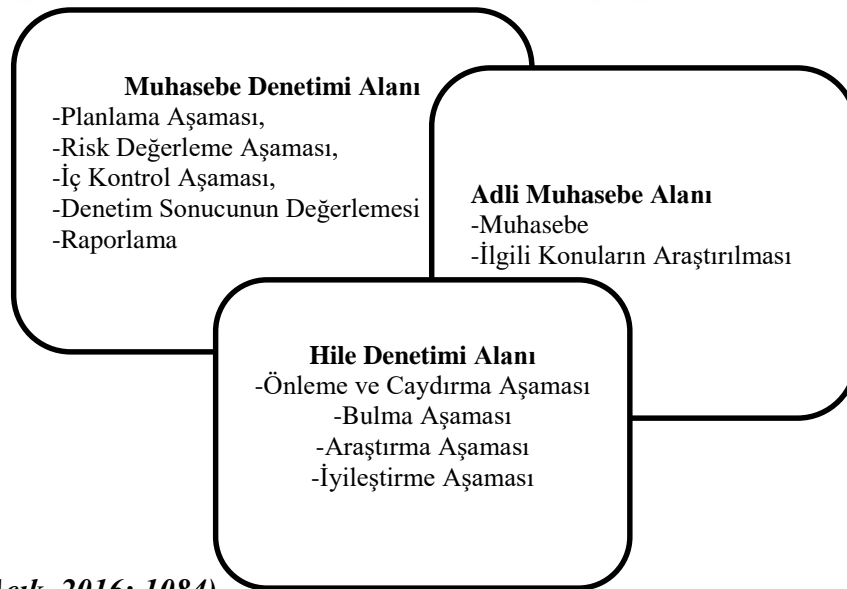 Muhasebe Denetimi Alanı
-Planlama Aşaması,
-Risk Değerleme Aşaması,
-İç Kontrol Aşaması,
-Denetim Sonucunun Değerlemesi
-Raporlama
Adli Muhasebe Alanı
-Muhasebe
-İlgili Konuların Araştırılması
Hile Denetimi Alanı
-Önleme ve Caydırma Aşaması
-Bulma Aşaması
-Araştırma Aşaması
-İyileştirme Aşaması
2016: 1084)